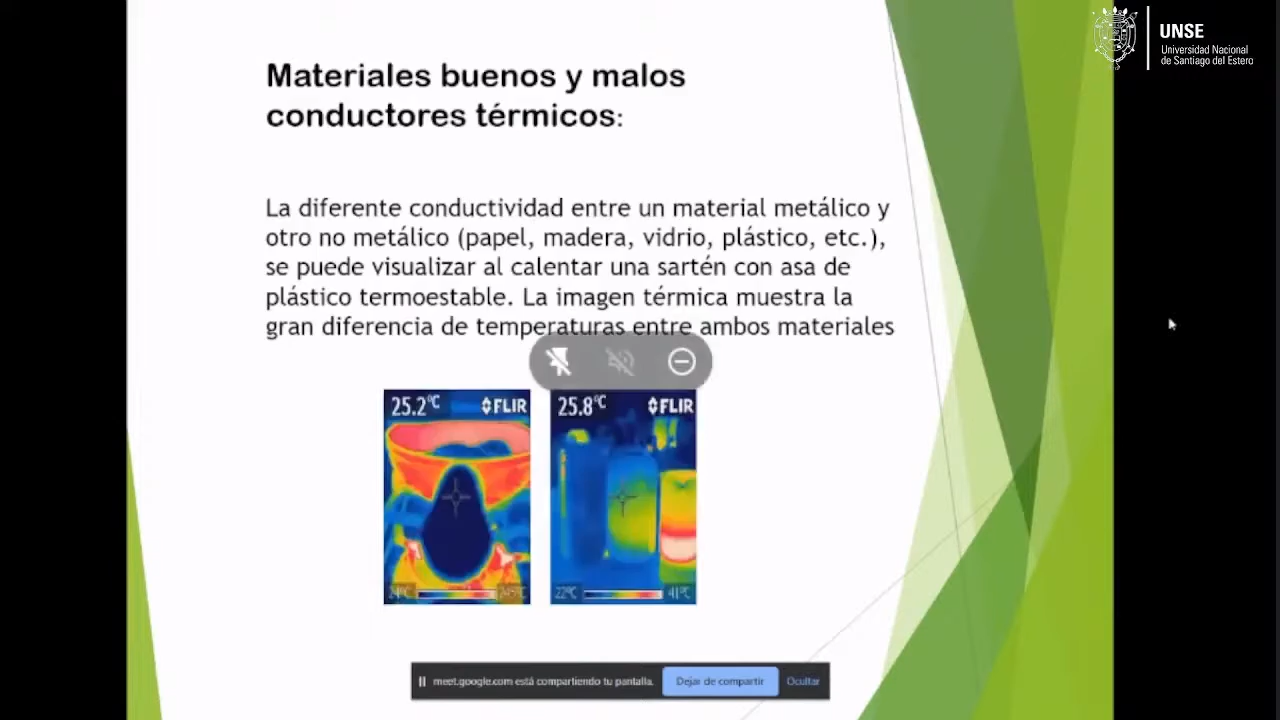 UNSE
Universidad Nacional
de Santiago del Estero
Materiales buenos y malos
conductores térmicos:
La diferente conductividad entre un material metálico y
otro no metálico (papel, madera, vidrio, plástico, etc.),
se puede visualizar al calentar una sartén con asa de
plástico termoestable. La imagen térmica muestra la
gran diferencia de temperaturas entre ambos materiales
25.2°C FLIR
25.8°C FLIR
22°C 41°C
meet.google.com está compartiendo tu pantalla. Dejar de compartir Ocultar